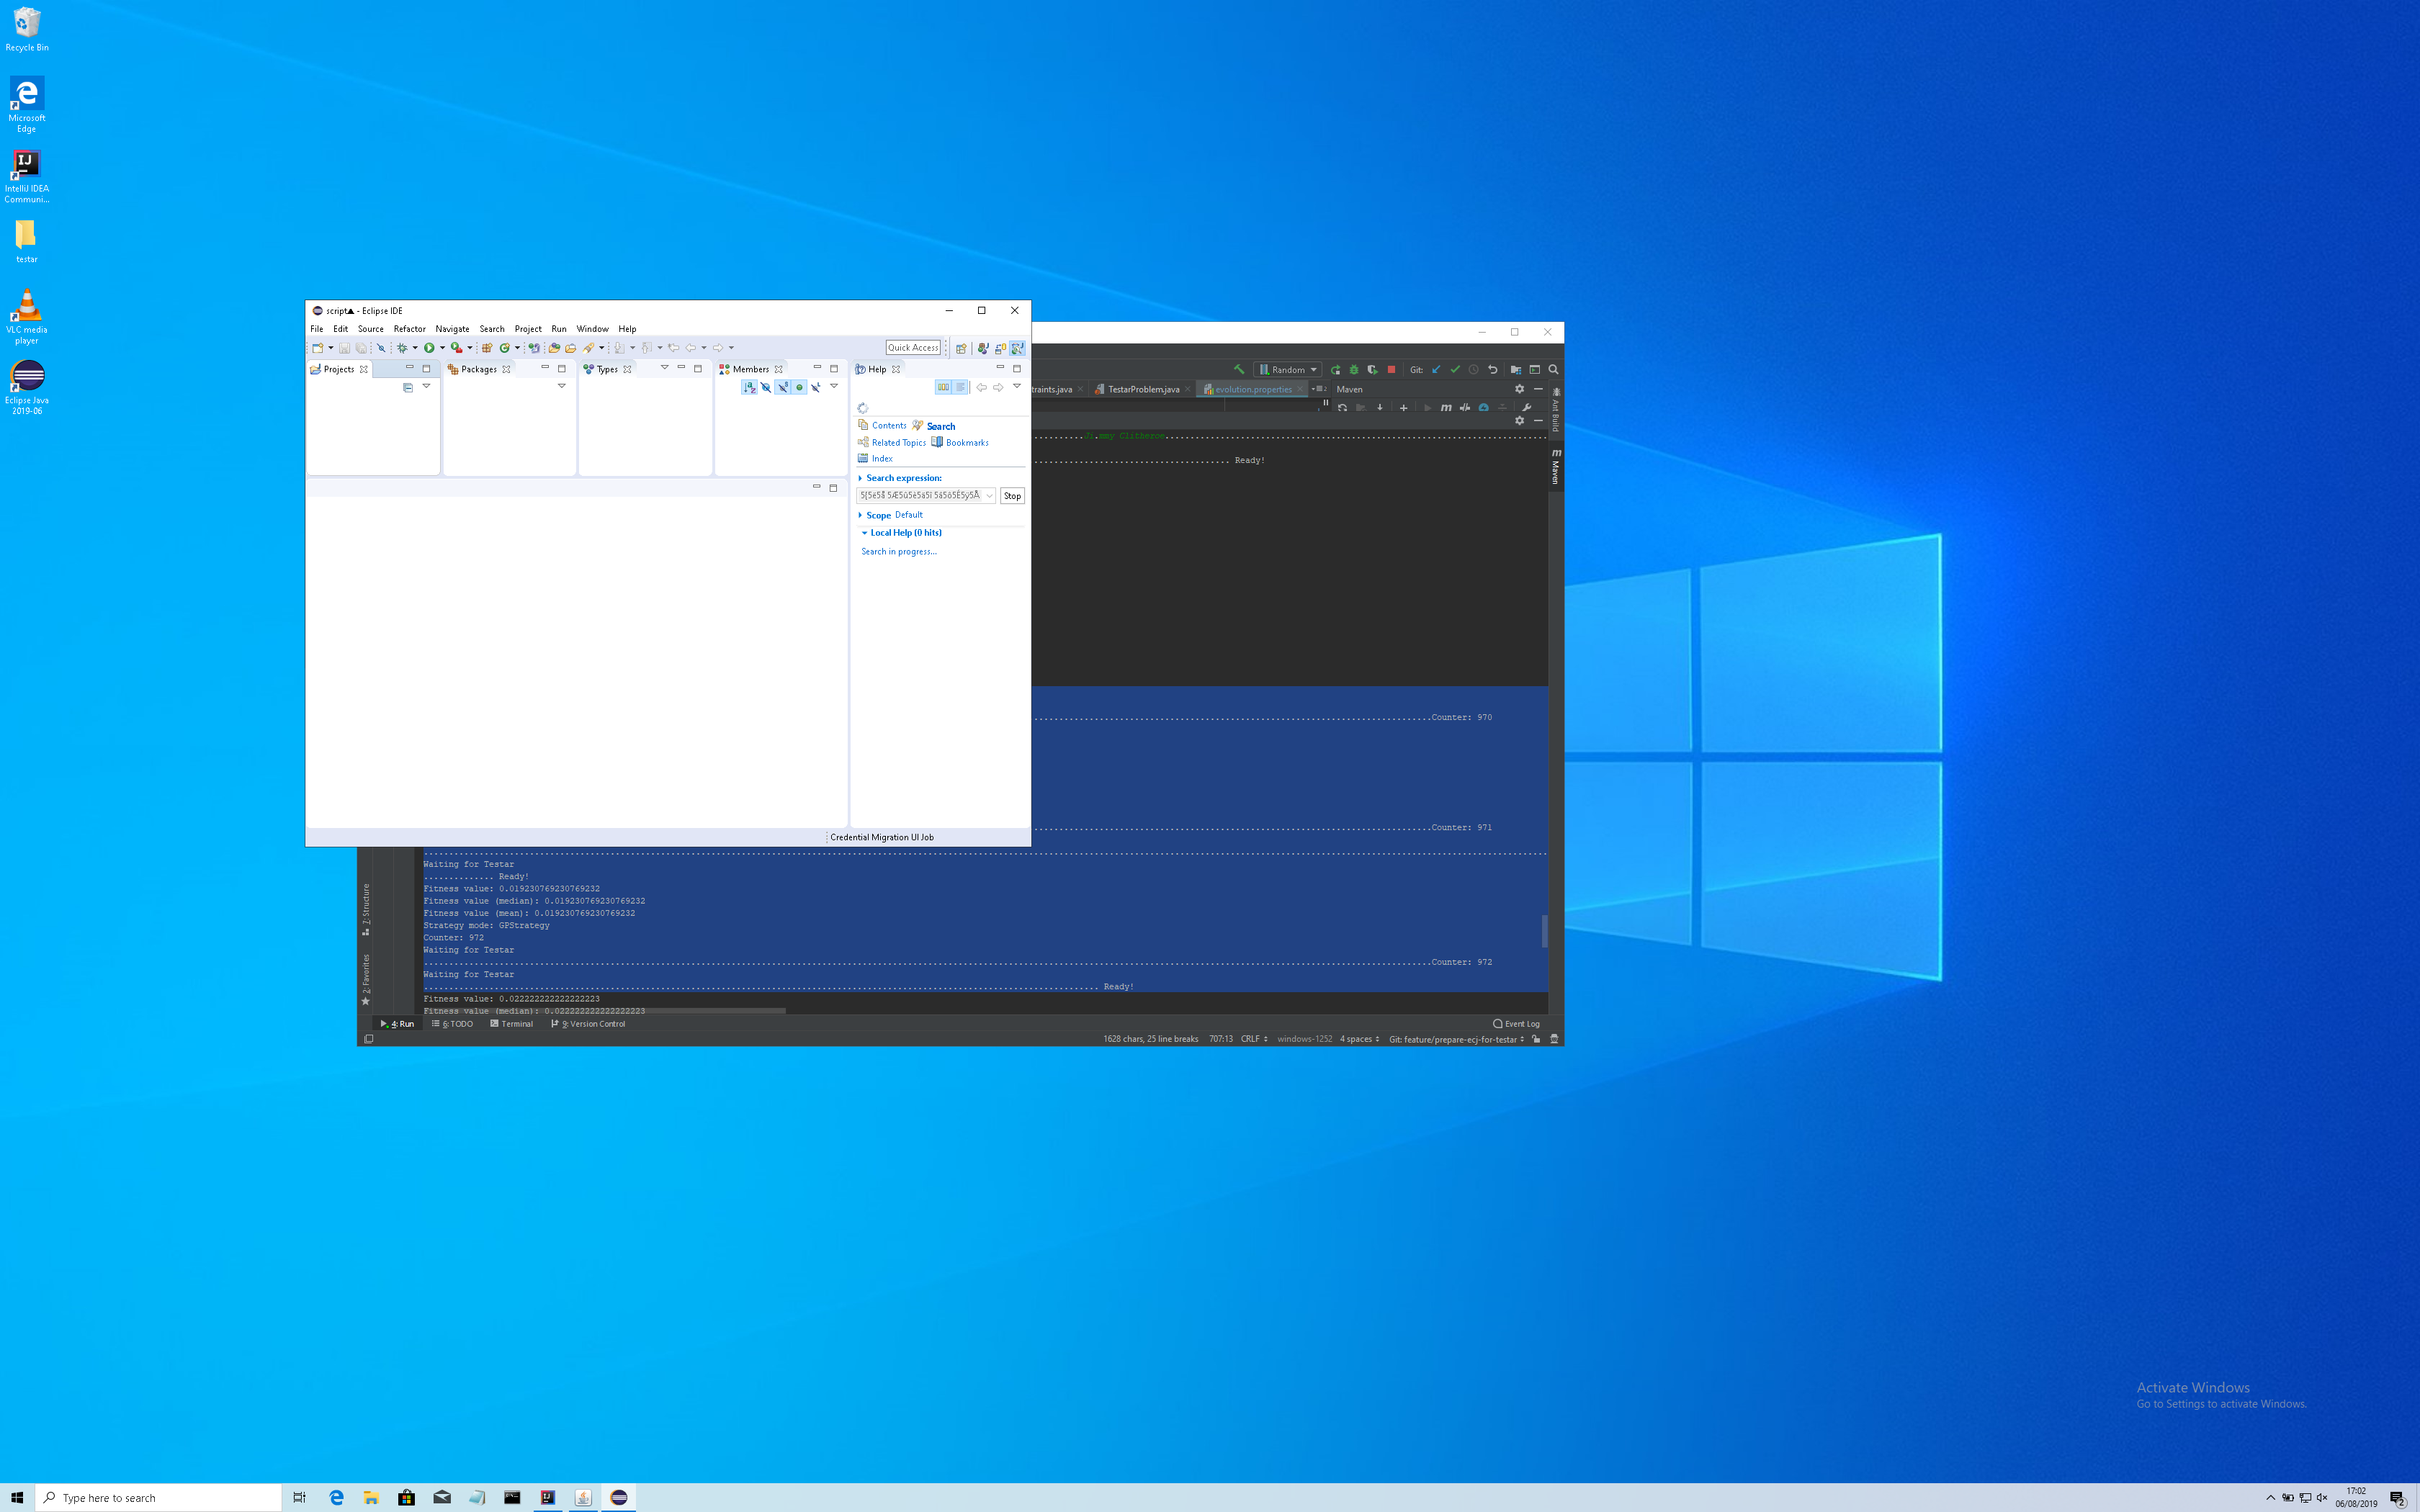 Recycle Bin
Microsoft
Edge
IntelliJ IDEA
Communi...
testar
VLC media
player
Eclipse Java
2019-06
script▲ - Eclipse IDE
File Edit Source Refactor Navigate Search Project Run Window Help
Quick Access
Projects Packages Types Members Help
Contents Search
Related Topics Bookmarks
Index
Search expression:
Stop
Scope Default
Local Help (0 hits)
Search in progress...
Credential Migration UI Job
Random Git:
traints.java TestarProblem.java evolution.properties Maven
Ant Build
Maven
Ready!
Counter: 970
Counter: 971
Waiting for Testar
.............. Ready!
Fitness value: 0.019230769230769232
Fitness value (median): 0.019230769230769232
Fitness value (mean): 0.019230769230769232
Strategy mode: GPStrategy
Counter: 972
Waiting for Testar
Counter: 972
Waiting for Testar
Ready!
Fitness value: 0.022222222222222223
Fitness value (median): 0.022222222222222223
7: Structure
2: Favorites
4: Run 6: TODO Terminal 9: Version Control Event Log
1628 chars, 25 line breaks 707:13 CRLF windows-1252 4 spaces Git: feature/prepare-ecj-for-testar
Activate Windows
Go to Settings to activate Windows.
Type here to search
17:02
06/08/2019
2